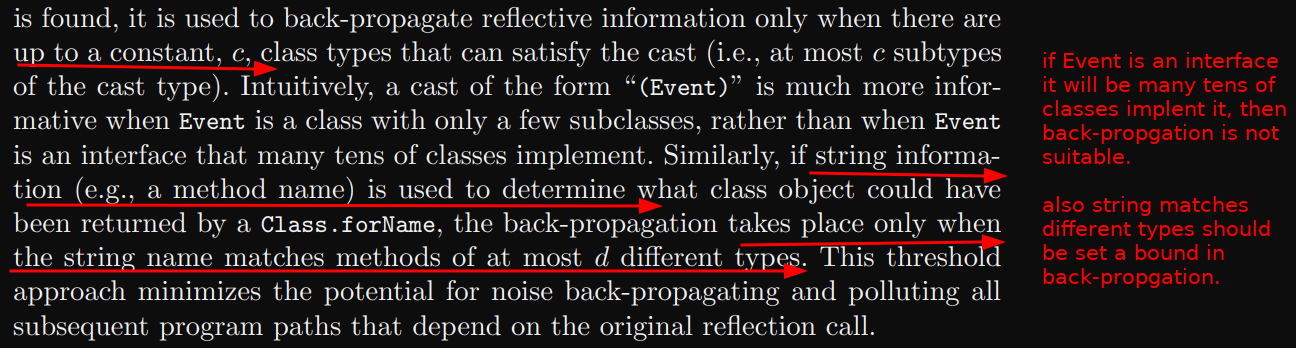 is found, it is used to back-propagate reflective information only when there are
up to a constant, c, class types that can satisfy the cast (i.e., at most c subtypes
of the cast type). Intuitively, a cast of the form “(Event)” is much more infor-
mative when Event is a class with only a few subclasses, rather than when Event
is an interface that many tens of classes implement. Similarly, if string informa-
tion (e.g., a method name) is used to determine what class object could have
been returned by a Class.forName, the back-propagation takes place only when
the string name matches methods of at most d different types. This threshold
approach minimizes the potential for noise back-propagating and polluting all
subsequent program paths that depend on the original reflection call.
if Event is an interface
it will be many tens of
classes implent it, then
back-propgation is not
suitable.
also string matches
different types should
be set a bound in
back-propgation.